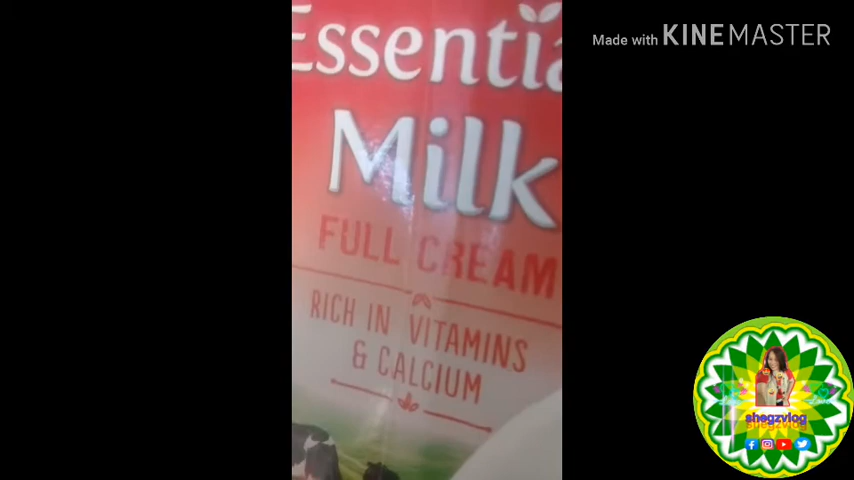 Made with KINEMASTER
Essentia
Milk
FULL CREAM
RICH IN VITAMINS
& CALCIUM
shegzvlog